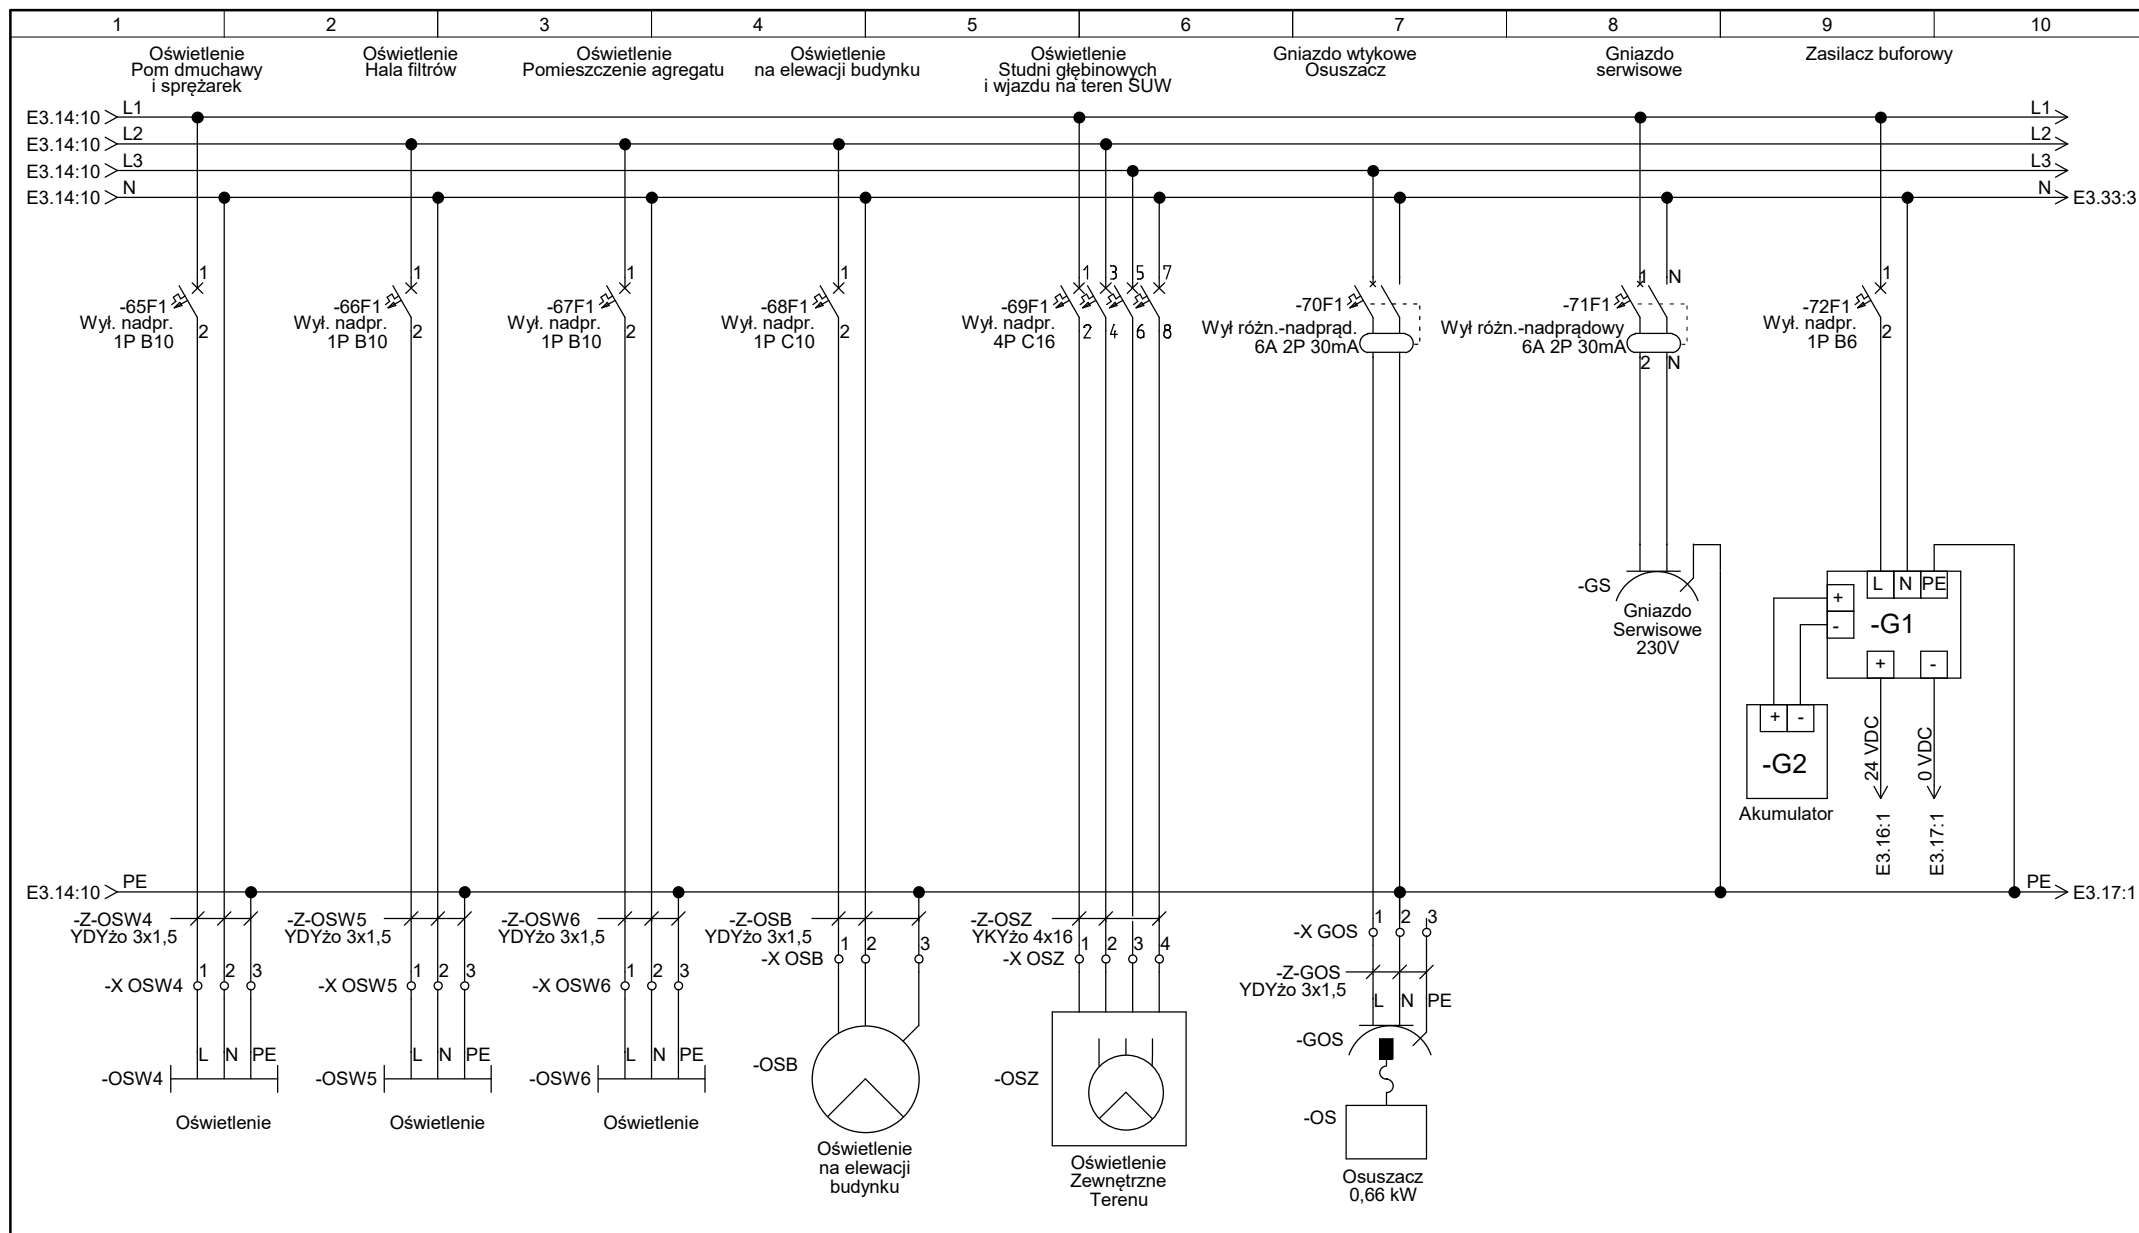 1 2 3 4 5 6 7 8 9 10
Oświetlenie
Pom dmuchawy
i sprężarek
Oświetlenie
Hala filtrów
Oświetlenie
Pomieszczenie agregatu
Oświetlenie
na elewacji budynku
Oświetlenie
Studni głębinowych
i wjazdu na teren SUW
Gniazdo wtykowe
Osuszacz
Gniazdo
serwisowe
Zasilacz buforowy
E3.14:10 L1 L1
E3.14:10 L2 L2
E3.14:10 L3 L3
E3.14:10 N N E3.33:3
1
-65F1
Wył. nadpr.
1P B10
2
1
-66F1
Wył. nadpr.
1P B10
2
1
-67F1
Wył. nadpr.
1P B10
2
1
-68F1
Wył. nadpr.
1P C10
2
1 3 5 7
-69F1
Wył. nadpr.
4P C16
2 4 6 8
-70F1
Wył różn.-nadprąd.
6A 2P 30mA
1 N
-71F1
Wył różn.-nadprądowy
6A 2P 30mA
2 N
1
-72F1
Wył. nadpr.
1P B6
2
-GS
Gniazdo
Serwisowe
230V
L N PE
+
-
-G1
+ -
+ -
-G2
Akumulator
24 VDC
E3.16:1
0 VDC
E3.17:1
E3.14:10 PE PE E3.17:1
-Z-OSW4
YDYżo 3x1,5
1 2 3
-X OSW4
L N PE
-OSW4
Oświetlenie
-Z-OSW5
YDYżo 3x1,5
1 2 3
-X OSW5
L N PE
-OSW5
Oświetlenie
-Z-OSW6
YDYżo 3x1,5
1 2 3
-X OSW6
L N PE
-OSW6
Oświetlenie
-Z-OSB
YDYżo 3x1,5
1 2 3
-X OSB
-OSB
Oświetlenie
na elewacji
budynku
-Z-OSZ
YKYżo 4x16
1 2 3 4
-X OSZ
-OSZ
Oświetlenie
Zewnętrzne
Terenu
1 2 3
-X GOS
-Z-GOS
YDYżo 3x1,5
L N PE
-GOS
-OS
Osuszacz
0,66 kW